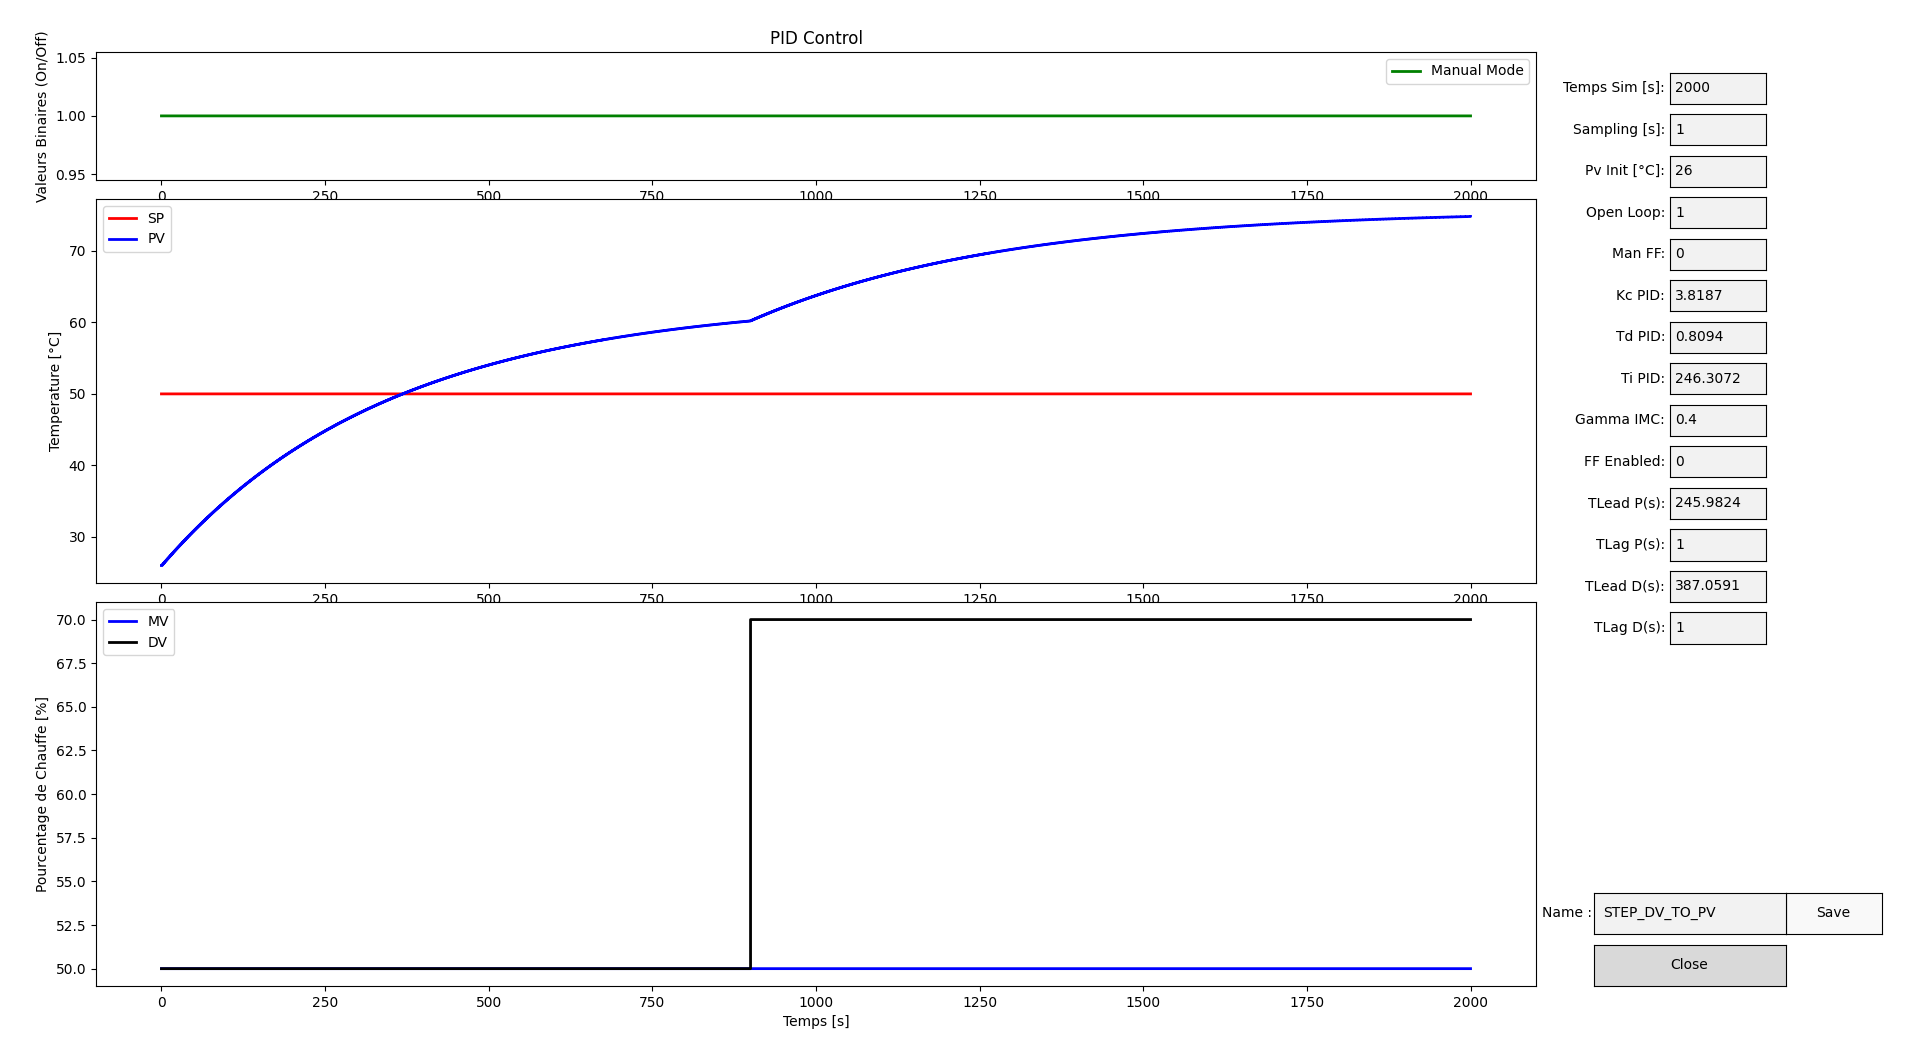 PID Control
Valeurs Binaires (On/Off)
1.05
1.00
0.95
Manual Mode
0 250 500 750 1000 1250 1500 1750 2000
Temperature [°C]
70
60
50
40
30
SP
PV
0 250 500 750 1000 1250 1500 1750 2000
Pourcentage de Chauffe [%]
70.0
67.5
65.0
62.5
60.0
57.5
55.0
52.5
50.0
MV
DV
0 250 500 750 1000 1250 1500 1750 2000
Temps [s]
Temps Sim [s]: 2000
Sampling [s]: 1
Pv Init [°C]: 26
Open Loop: 1
Man FF: 0
Kc PID: 3.8187
Td PID: 0.8094
Ti PID: 246.3072
Gamma IMC: 0.4
FF Enabled: 0
TLead P(s): 245.9824
TLag P(s): 1
TLead D(s): 387.0591
TLag D(s): 1
Name : STEP_DV_TO_PV Save
Close